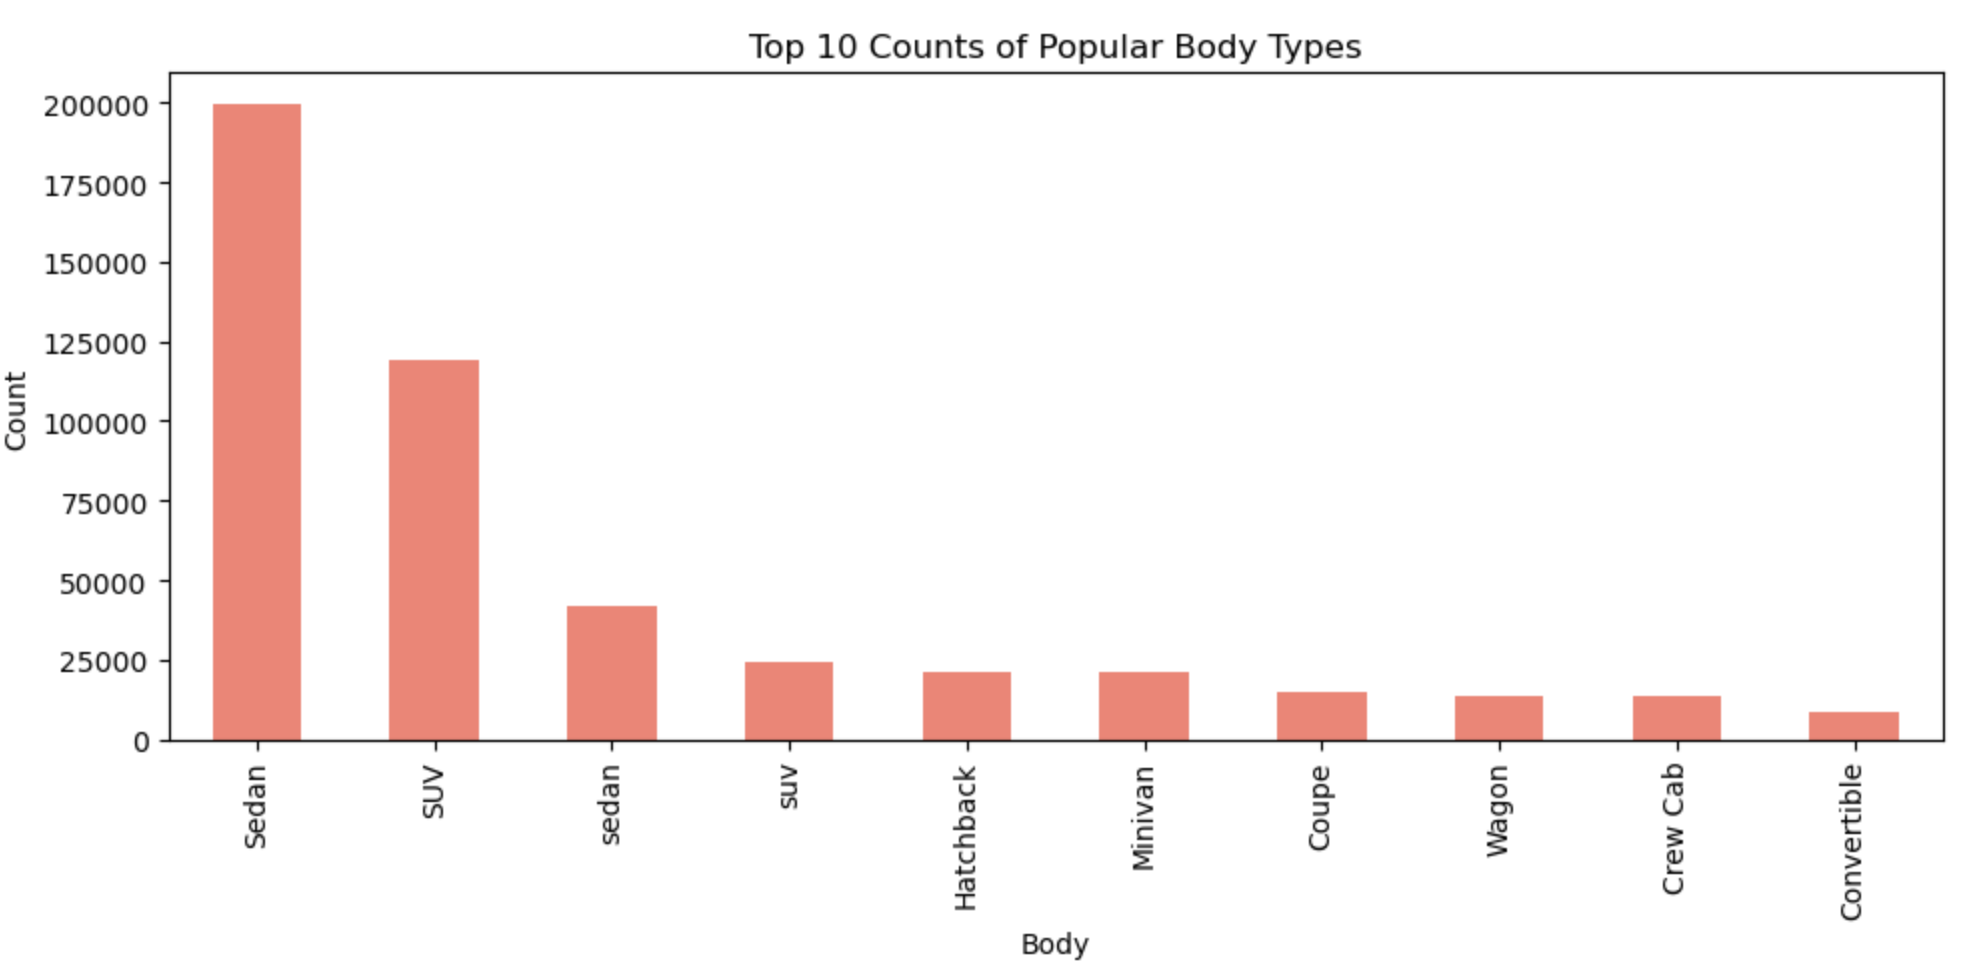 Top 10 Counts of Popular Body Types
Count
200000
175000
150000
125000
100000
75000
50000
25000
0
Sedan
SUV
sedan
suv
Hatchback
Minivan
Coupe
Wagon
Crew Cab
Convertible
Body